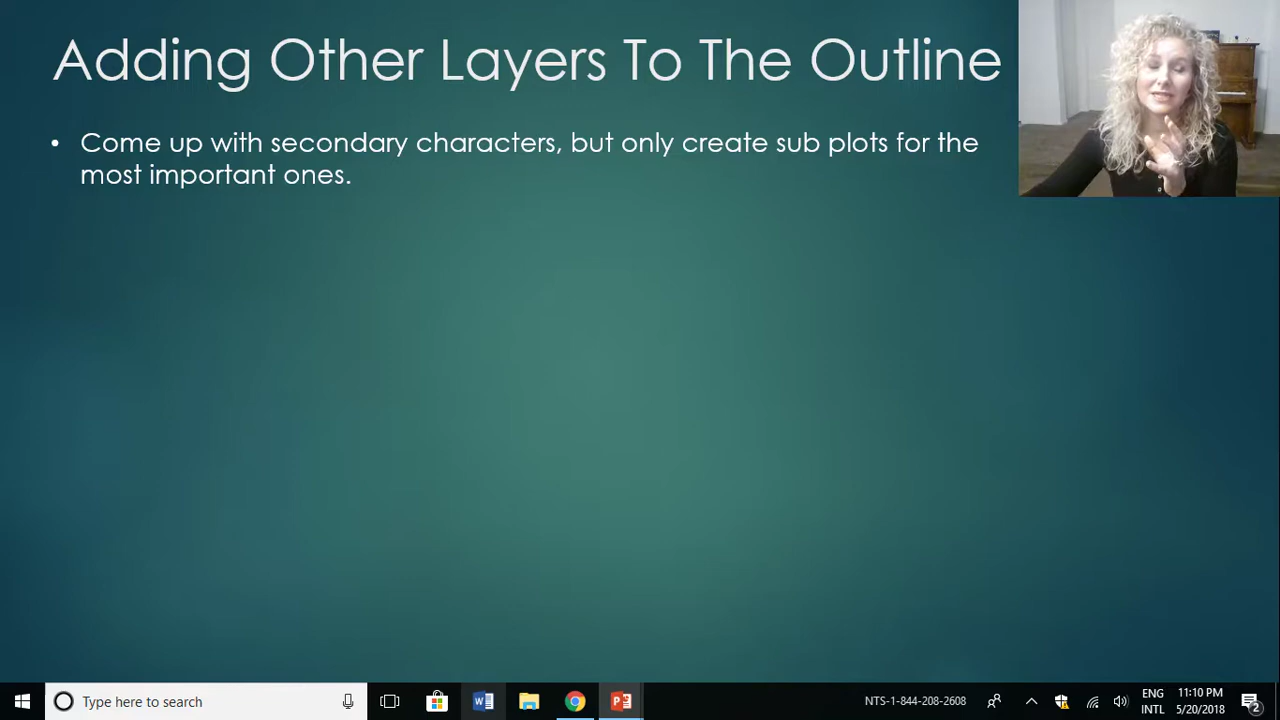 Adding Other Layers To The Outline
• Come up with secondary characters, but only create sub plots for the
most important ones.
Type here to search
NTS-1-844-208-2608
ENG
INTL
11:10 PM
5/20/2018
2